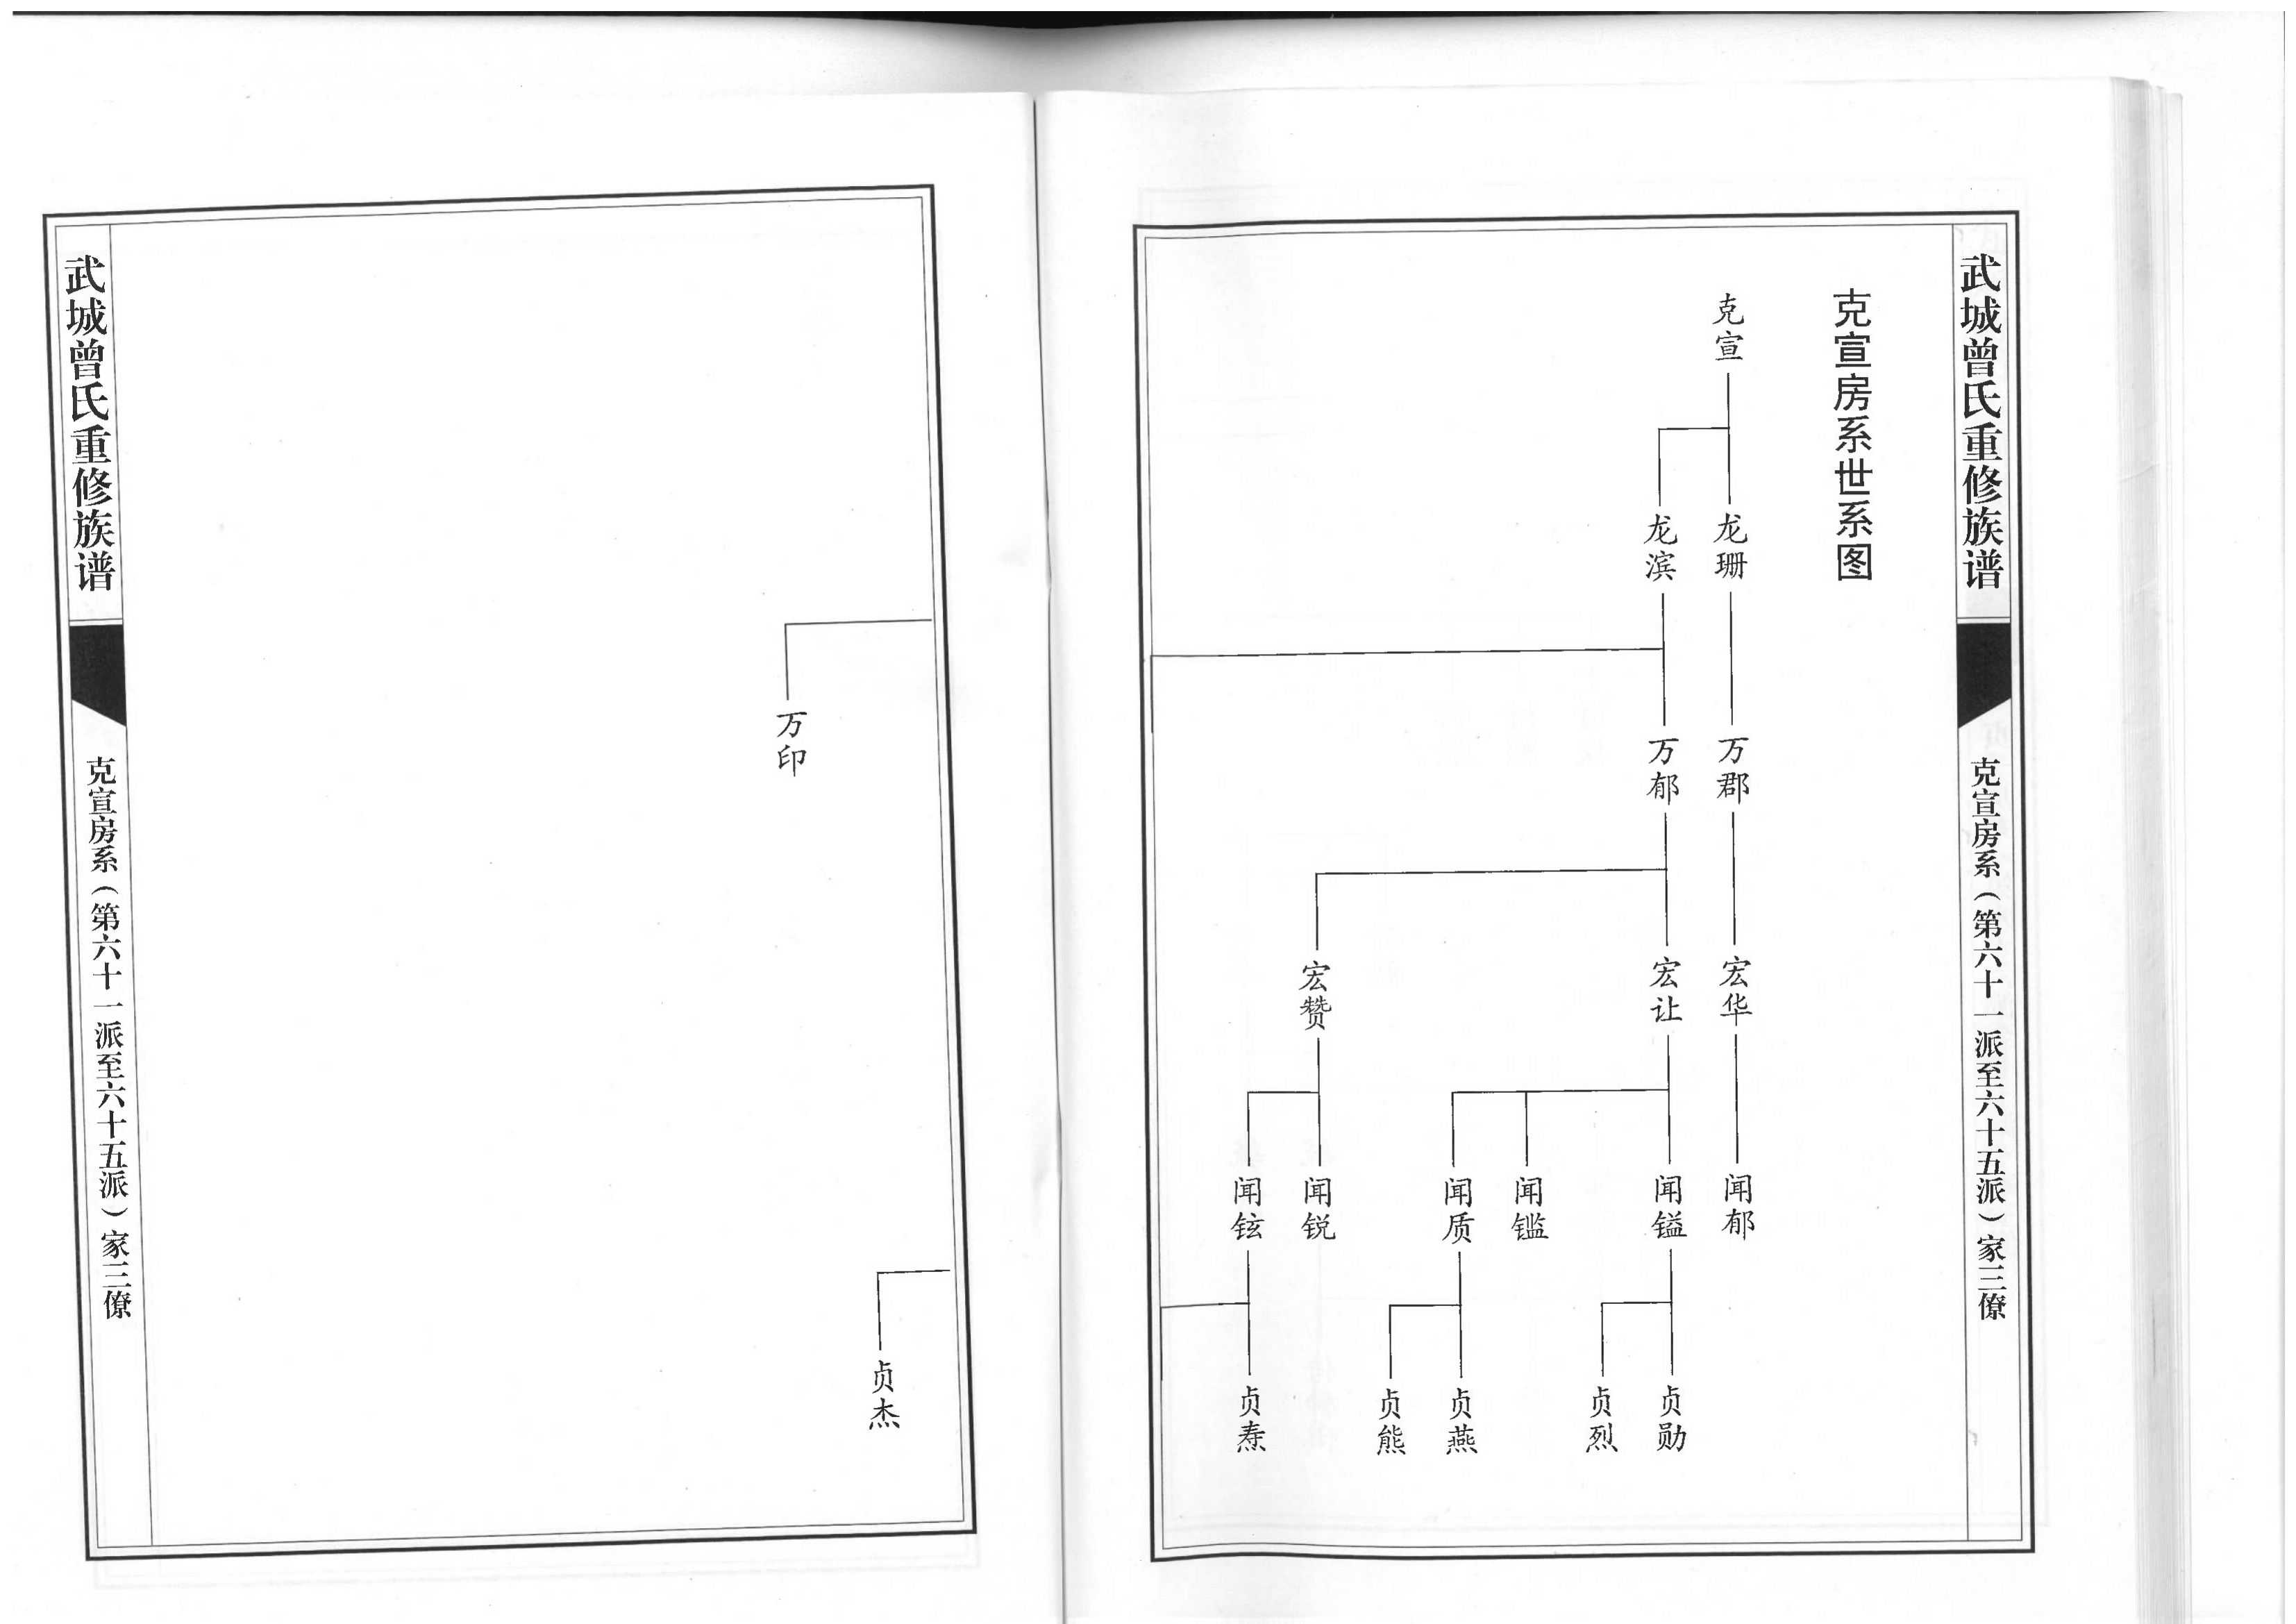 武城曾氏重修族谱
克宣房系（第六十一派至六十五派）家三僚
克宣房系世系图
克宣
龙珊
龙滨
万郡
万郁
宏华
宏让
宏赞
闻郁
闻镒
闻鑑
闻质
闻锐
闻铉
贞勋
贞烈
贞燕
贞熊
贞焘
万印
贞杰
武城曾氏重修族谱
克宣房系（第六十一派至六十五派）家三僚